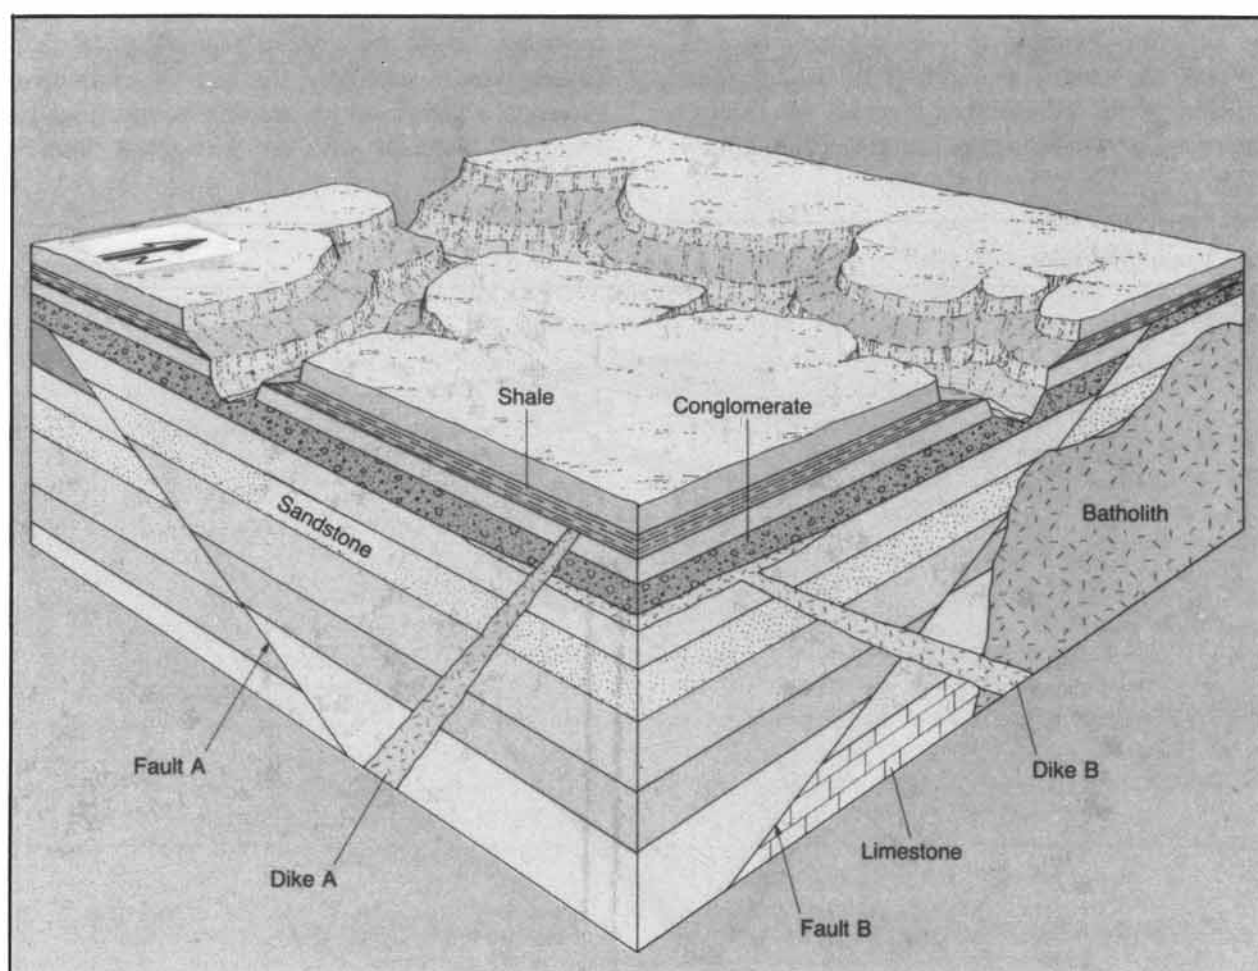 N
Shale
Conglomerate
Sandstone
Batholith
Fault A
Dike B
Limestone
Dike A
Fault B